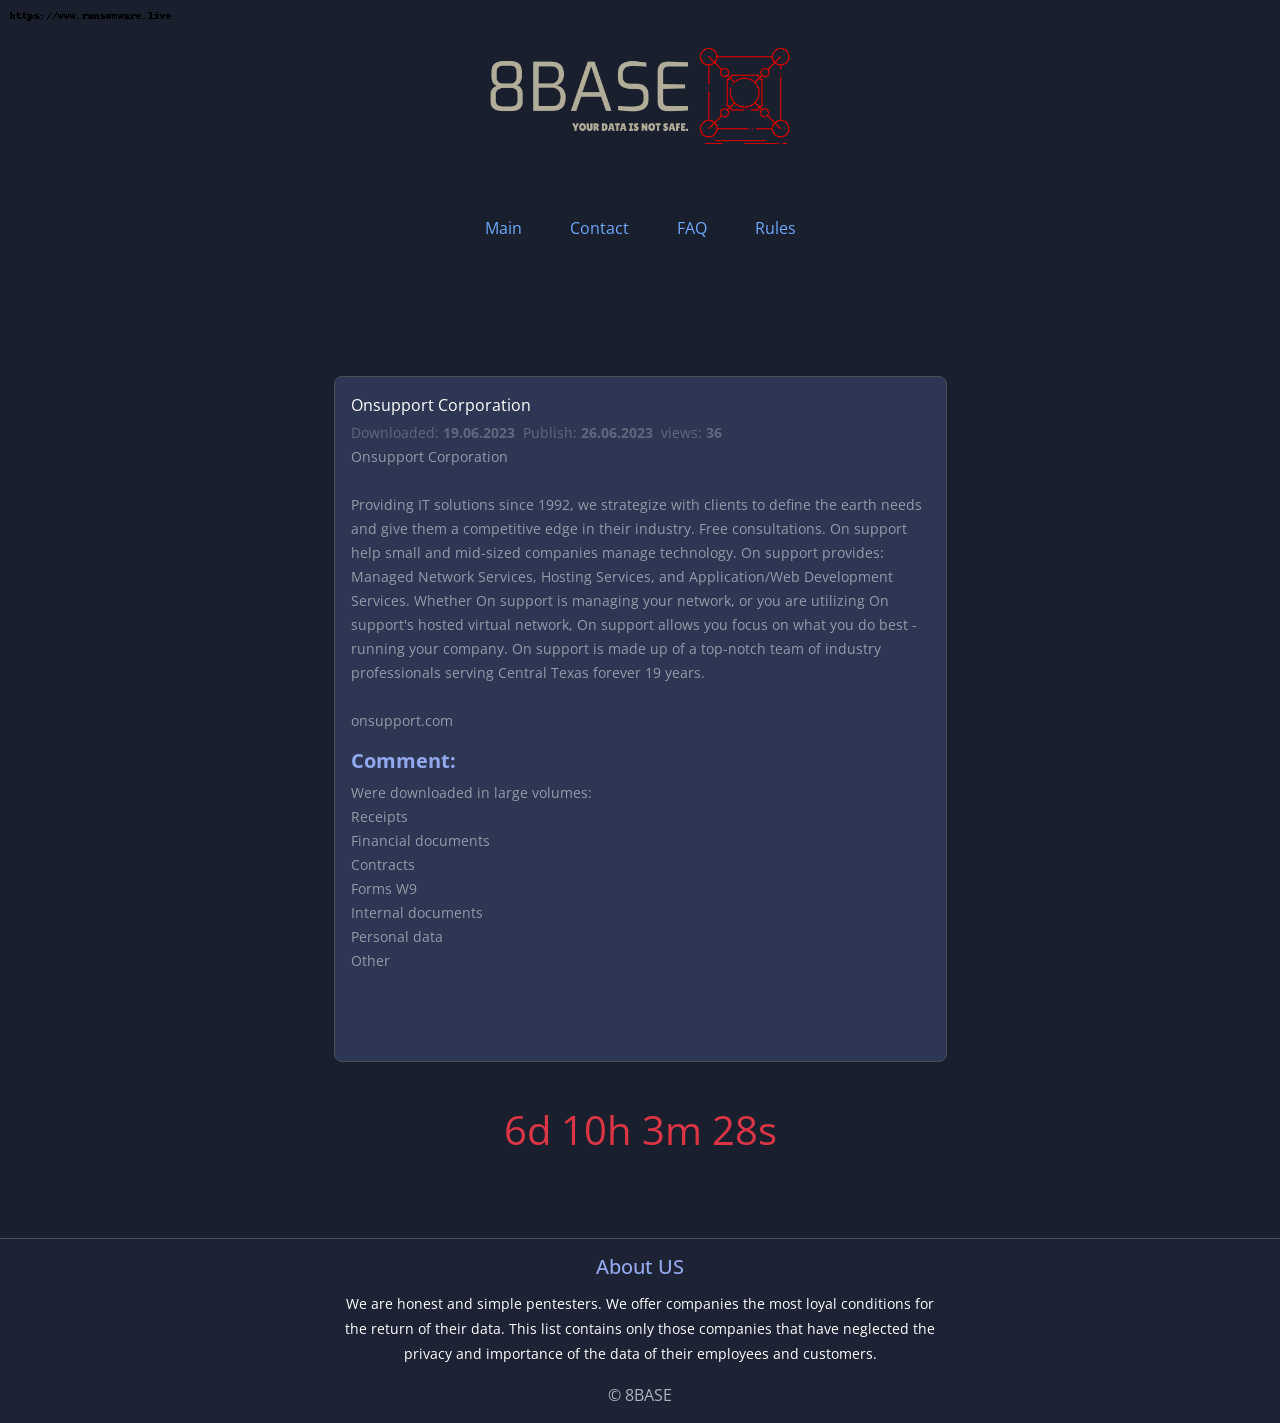 https://www.ransomware.live
8BASE
YOUR DATA IS NOT SAFE.
Main Contact FAQ Rules
Onsupport Corporation
Downloaded: 19.06.2023 Publish: 26.06.2023 views: 36
Onsupport Corporation
Providing IT solutions since 1992, we strategize with clients to define the earth needs
and give them a competitive edge in their industry. Free consultations. On support
help small and mid-sized companies manage technology. On support provides:
Managed Network Services, Hosting Services, and Application/Web Development
Services. Whether On support is managing your network, or you are utilizing On
support's hosted virtual network, On support allows you focus on what you do best -
running your company. On support is made up of a top-notch team of industry
professionals serving Central Texas forever 19 years.
onsupport.com
Comment:
Were downloaded in large volumes:
Receipts
Financial documents
Contracts
Forms W9
Internal documents
Personal data
Other
6d 10h 3m 28s
About US
We are honest and simple pentesters. We offer companies the most loyal conditions for
the return of their data. This list contains only those companies that have neglected the
privacy and importance of the data of their employees and customers.
© 8BASE